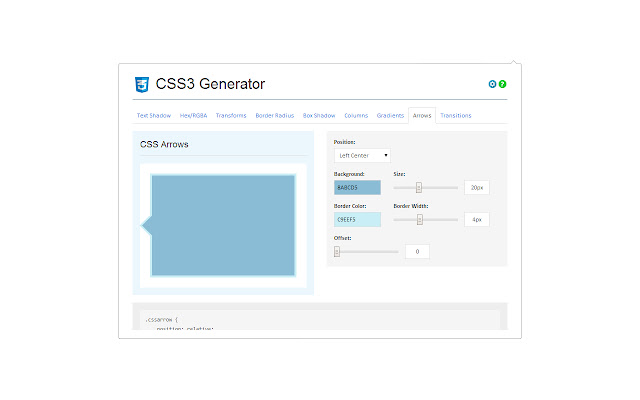 CSS3 Generator
Text Shadow Hex/RGBA Transforms Border Radius Box Shadow Columns Gradients Arrows Transitions
CSS Arrows
Position:
Left Center
Background: Size:
8ABCD5 20px
Border Color: Border Width:
C9EEF5 4px
Offset:
0
.cssarrow {
position: relative;